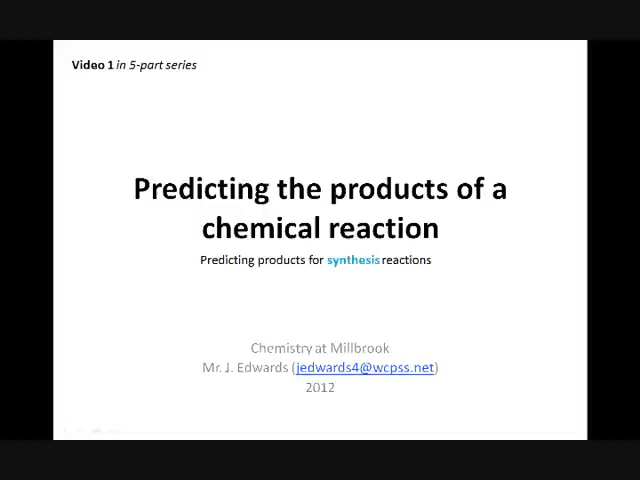 Video 1 in 5-part series
Predicting the products of a
chemical reaction
Predicting products for synthesis reactions
Chemistry at Millbrook
Mr. J. Edwards (jedwards4@wcpss.net)
2012